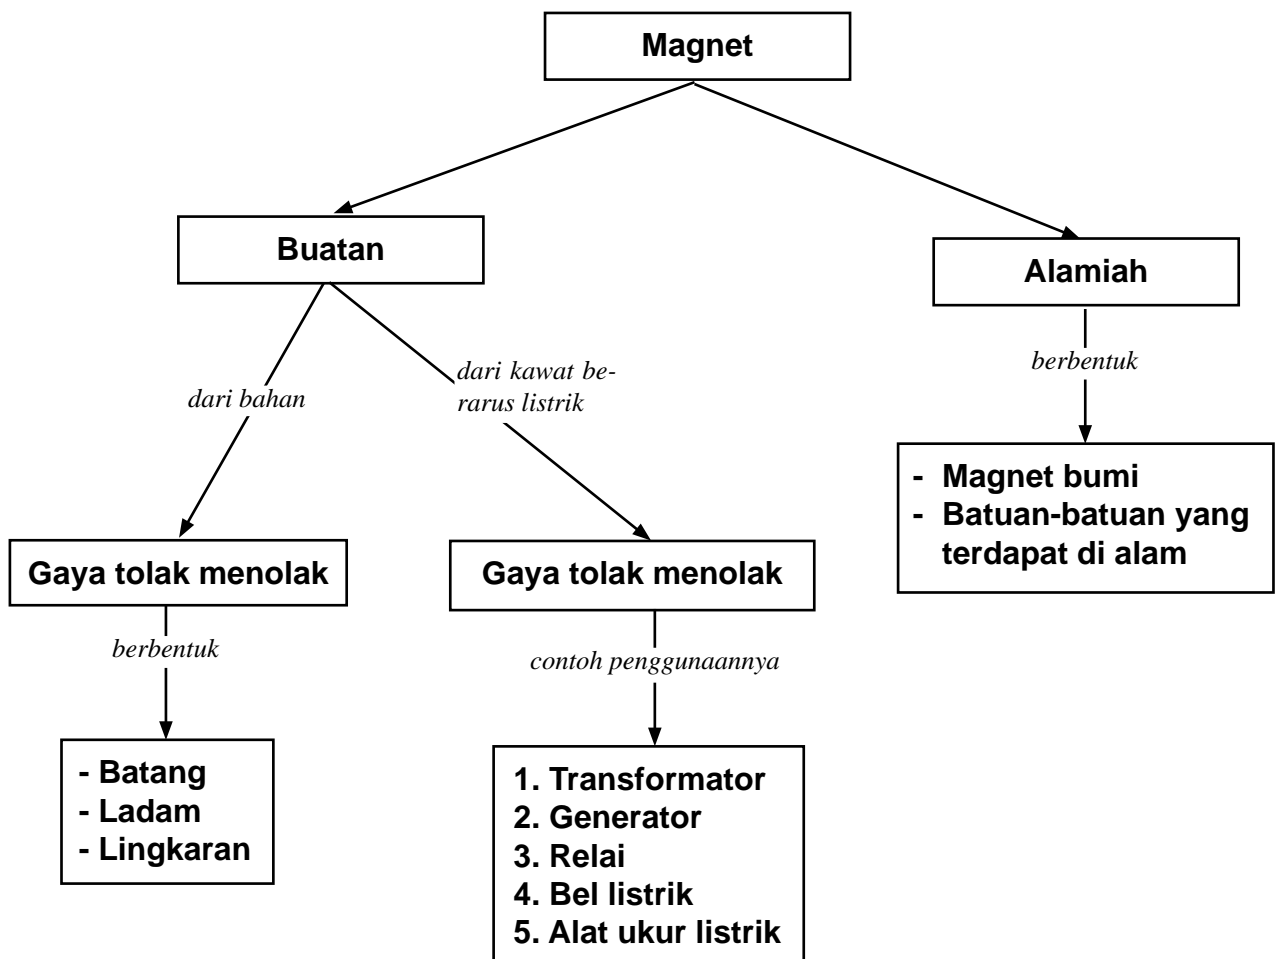 Magnet
Buatan
Alamiah
dari bahan
dari kawat be-
rarus listrik
berbentuk
- Magnet bumi
- Batuan-batuan yang
terdapat di alam
Gaya tolak menolak
Gaya tolak menolak
berbentuk
contoh penggunaannya
- Batang
- Ladam
- Lingkaran
1. Transformator
2. Generator
3. Relai
4. Bel listrik
5. Alat ukur listrik